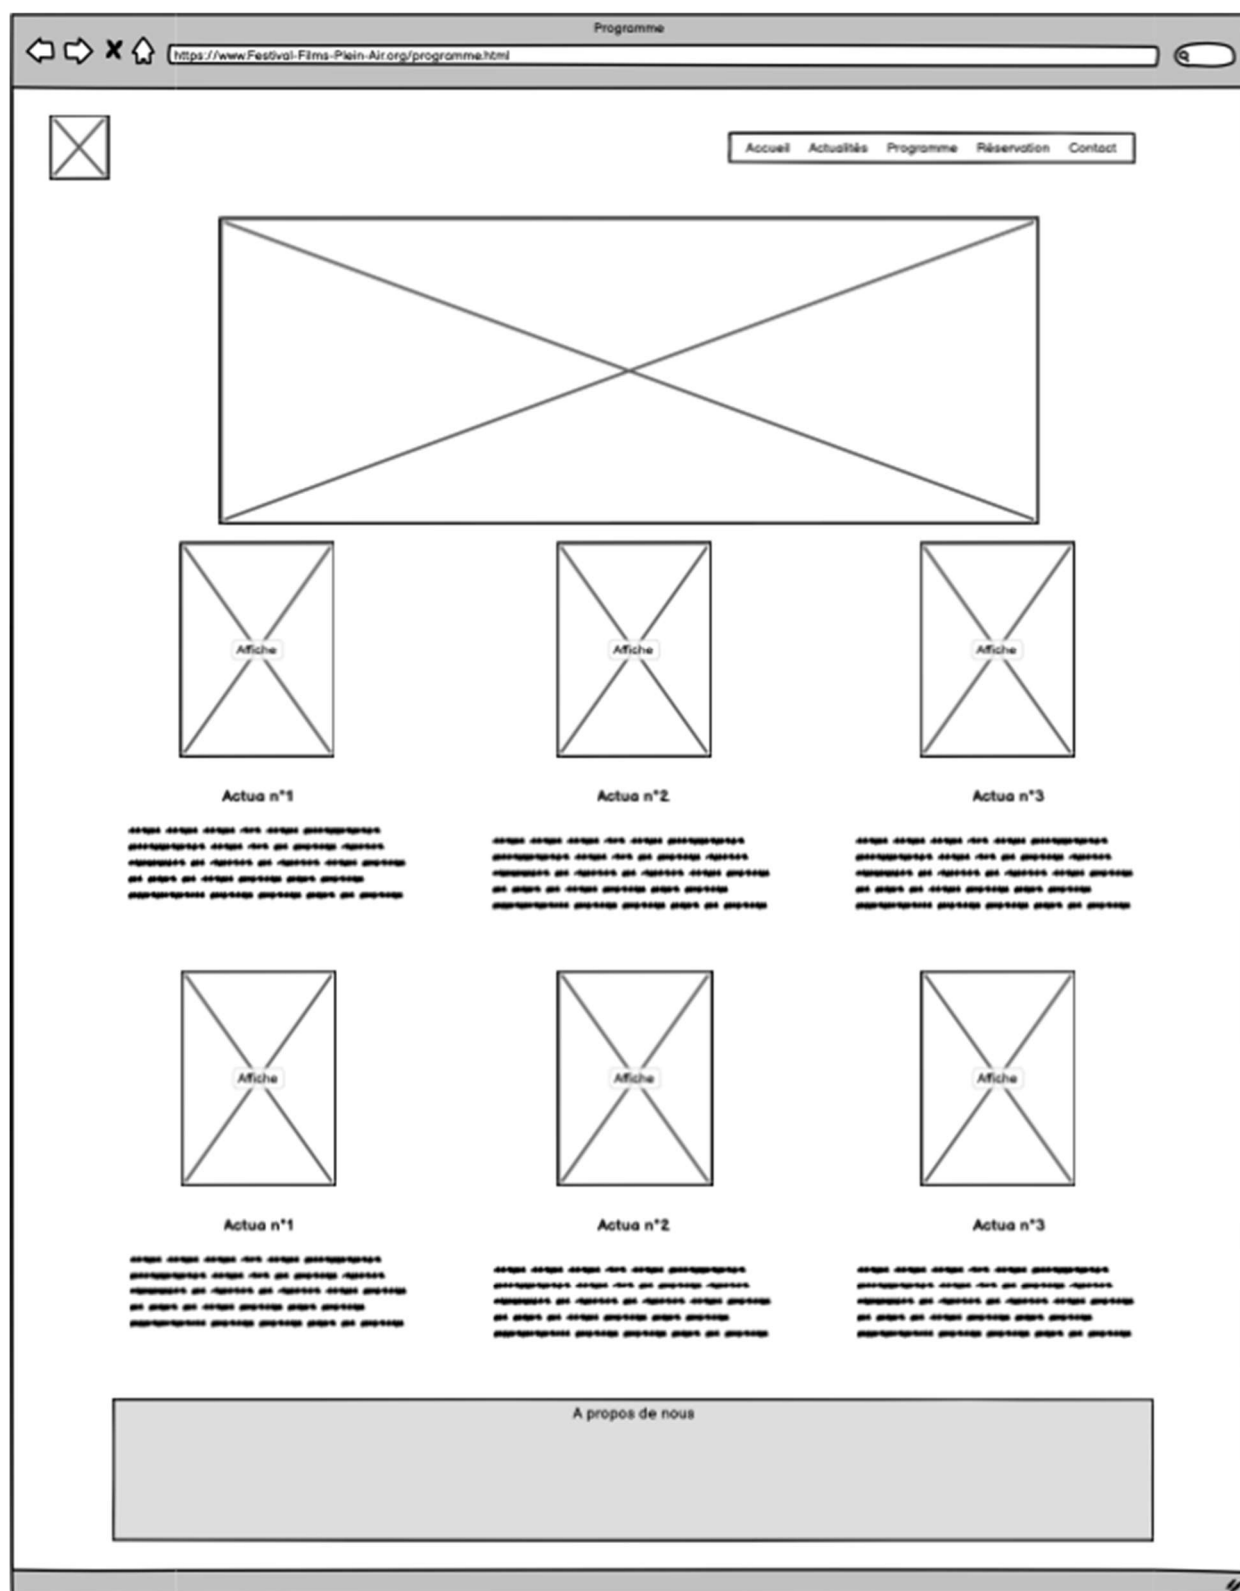 Programme
https://www.Festival-Films-Plein-Air.org/programme.html
Accueil Actualités Programme Réservation Contact
Affiche Affiche Affiche
Actua n°1 Actua n°2 Actua n°3
Affiche Affiche Affiche
Actua n°1 Actua n°2 Actua n°3
A propos de nous